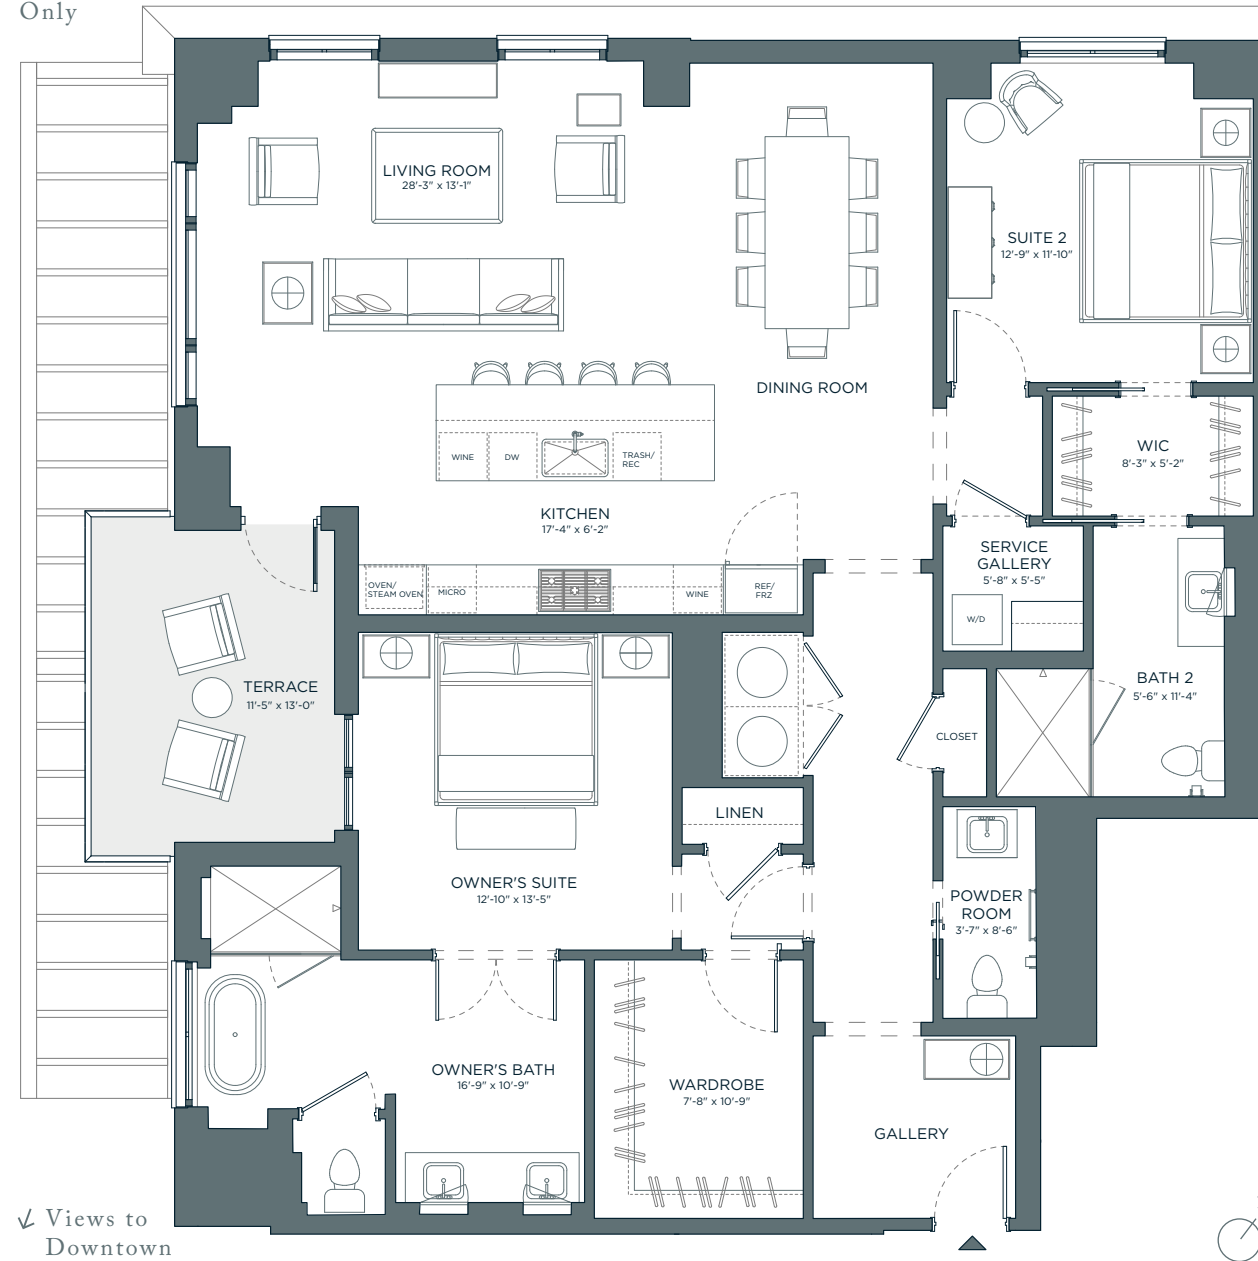 Only
LIVING ROOM
28'-3" x 13'-1"
SUITE 2
12'-9" x 11'-10"
DINING ROOM
WIC
8'-3" x 5'-2"
WINE
DW
TRASH/
REC
KITCHEN
17'-4" x 6'-2"
SERVICE
GALLERY
5'-8" x 5'-5"
OVEN/
STEAM OVEN
MICRO
WINE
REF/
FRZ
W/D
TERRACE
11'-5" x 13'-0"
BATH 2
5'-6" x 11'-4"
CLOSET
LINEN
OWNER'S SUITE
12'-10" x 13'-5"
POWDER
ROOM
3'-7" x 8'-6"
OWNER'S BATH
16'-9" x 10'-9"
WARDROBE
7'-8" x 10'-9"
GALLERY
↙ Views to
Downtown